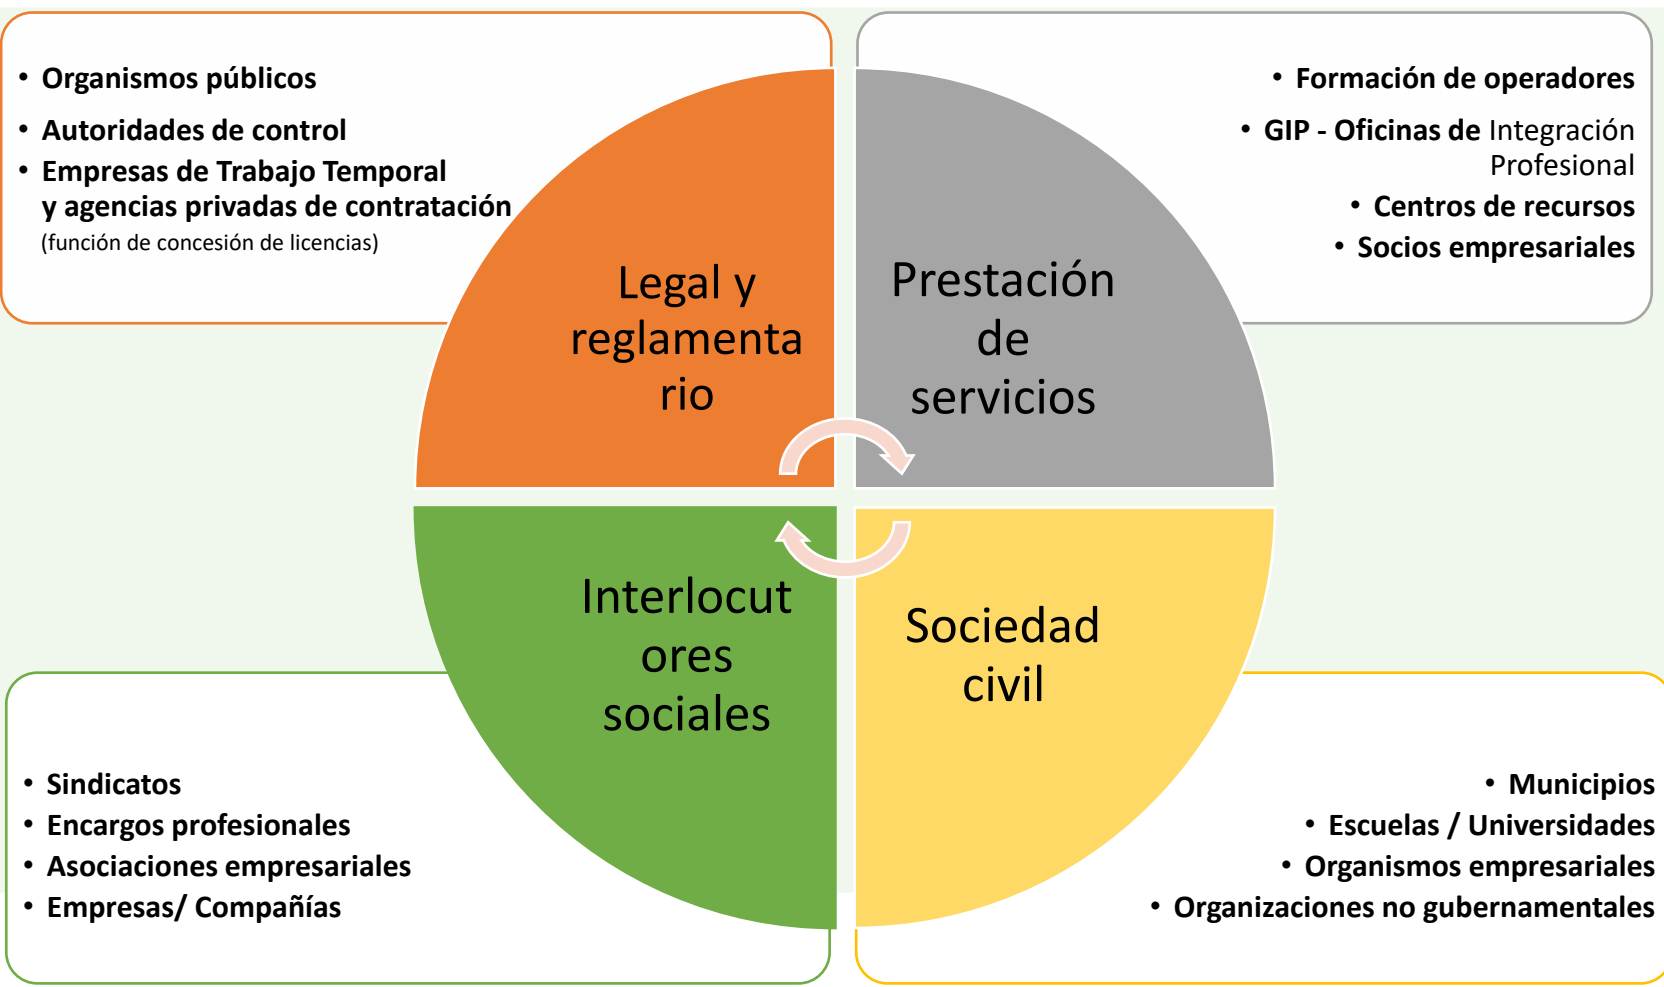 • Organismos públicos
• Autoridades de control
• Empresas de Trabajo Temporal
y agencias privadas de contratación
(función de concesión de licencias)
• Formación de operadores
• GIP - Oficinas de Integración
Profesional
• Centros de recursos
• Socios empresariales
Legal y
reglamenta
rio
Prestación
de
servicios
Interlocut
ores
sociales
Sociedad
civil
• Sindicatos
• Encargos profesionales
• Asociaciones empresariales
• Empresas/ Compañías
• Municipios
• Escuelas / Universidades
• Organismos empresariales
• Organizaciones no gubernamentales